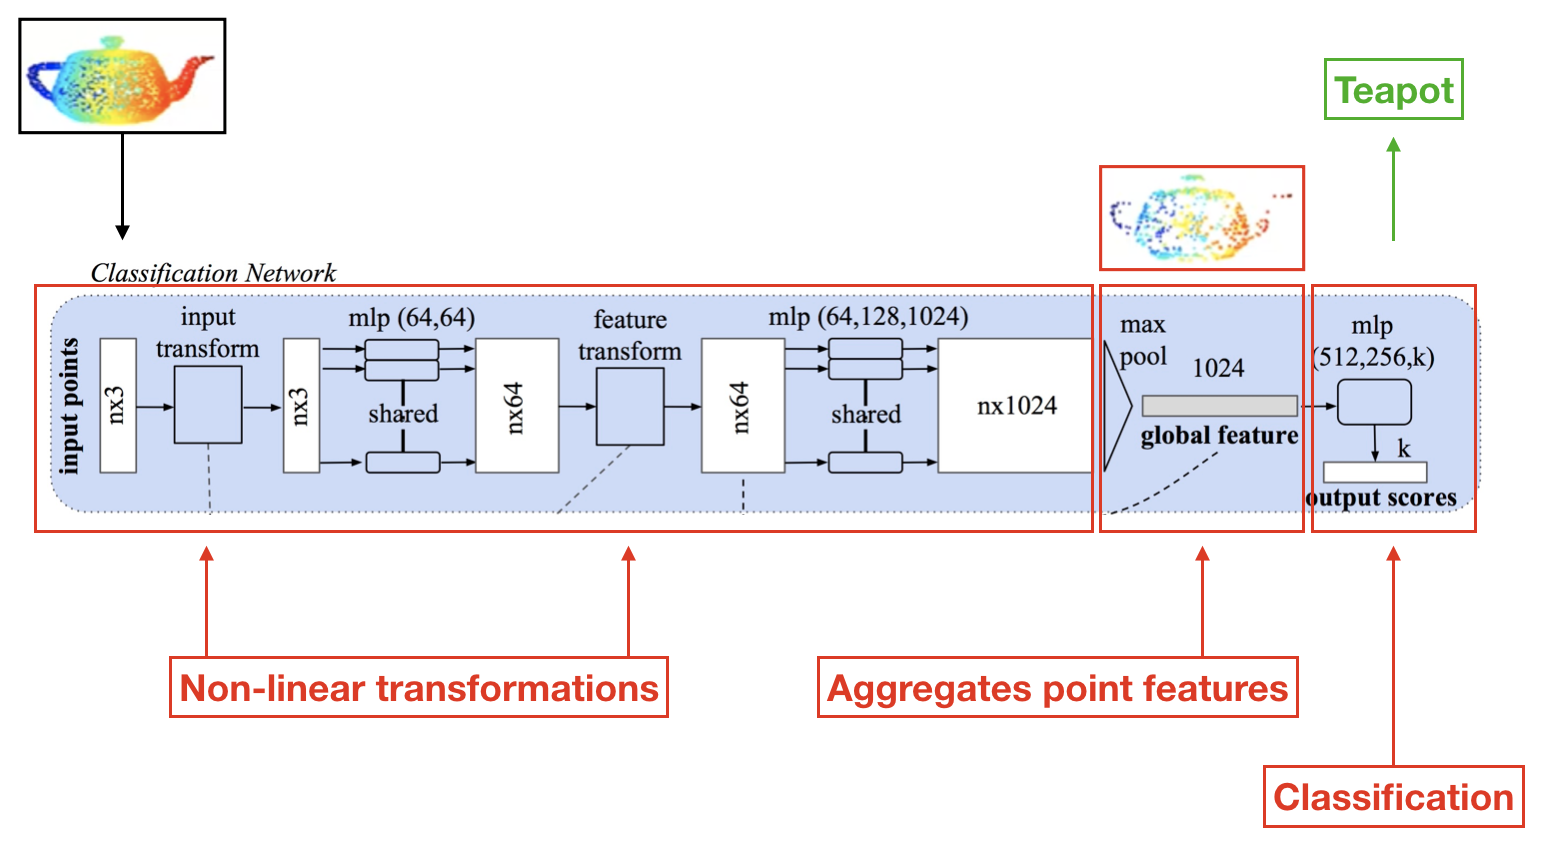 Teapot
Classification Network
input points
nx3
input
transform
nx3
mlp (64,64)
shared
nx64
feature
transform
nx64
mlp (64,128,1024)
shared
nx1024
max
pool
1024
global feature
mlp
(512,256,k)
k
output scores
Non-linear transformations
Aggregates point features
Classification